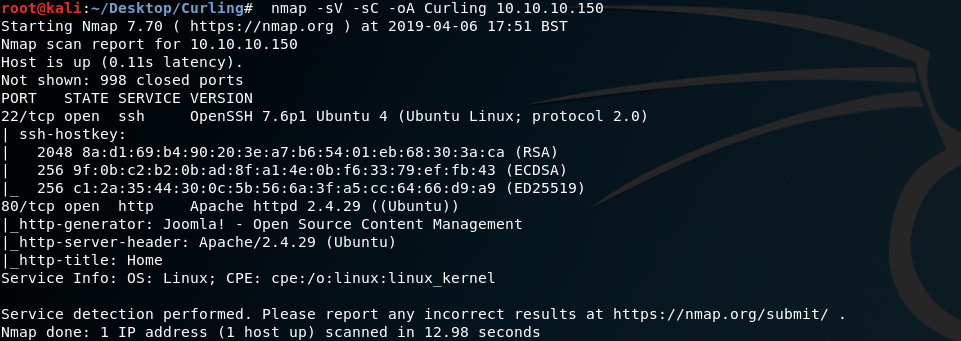 root@kali:~/Desktop/Curling#  nmap -sV -sC -oA Curling 10.10.10.150
Starting Nmap 7.70 ( https://nmap.org ) at 2019-04-06 17:51 BST
Nmap scan report for 10.10.10.150
Host is up (0.11s latency).
Not shown: 998 closed ports
PORT   STATE SERVICE VERSION
22/tcp open  ssh     OpenSSH 7.6p1 Ubuntu 4 (Ubuntu Linux; protocol 2.0)
| ssh-hostkey:
|   2048 8a:d1:69:b4:90:20:3e:a7:b6:54:01:eb:68:30:3a:ca (RSA)
|   256 9f:0b:c2:b2:0b:ad:8f:a1:4e:0b:f6:33:79:ef:fb:43 (ECDSA)
|_  256 c1:2a:35:44:30:0c:5b:56:6a:3f:a5:cc:64:66:d9:a9 (ED25519)
80/tcp open  http    Apache httpd 2.4.29 ((Ubuntu))
|_http-generator: Joomla! - Open Source Content Management
|_http-server-header: Apache/2.4.29 (Ubuntu)
|_http-title: Home
Service Info: OS: Linux; CPE: cpe:/o:linux:linux_kernel
Service detection performed. Please report any incorrect results at https://nmap.org/submit/ .
Nmap done: 1 IP address (1 host up) scanned in 12.98 seconds